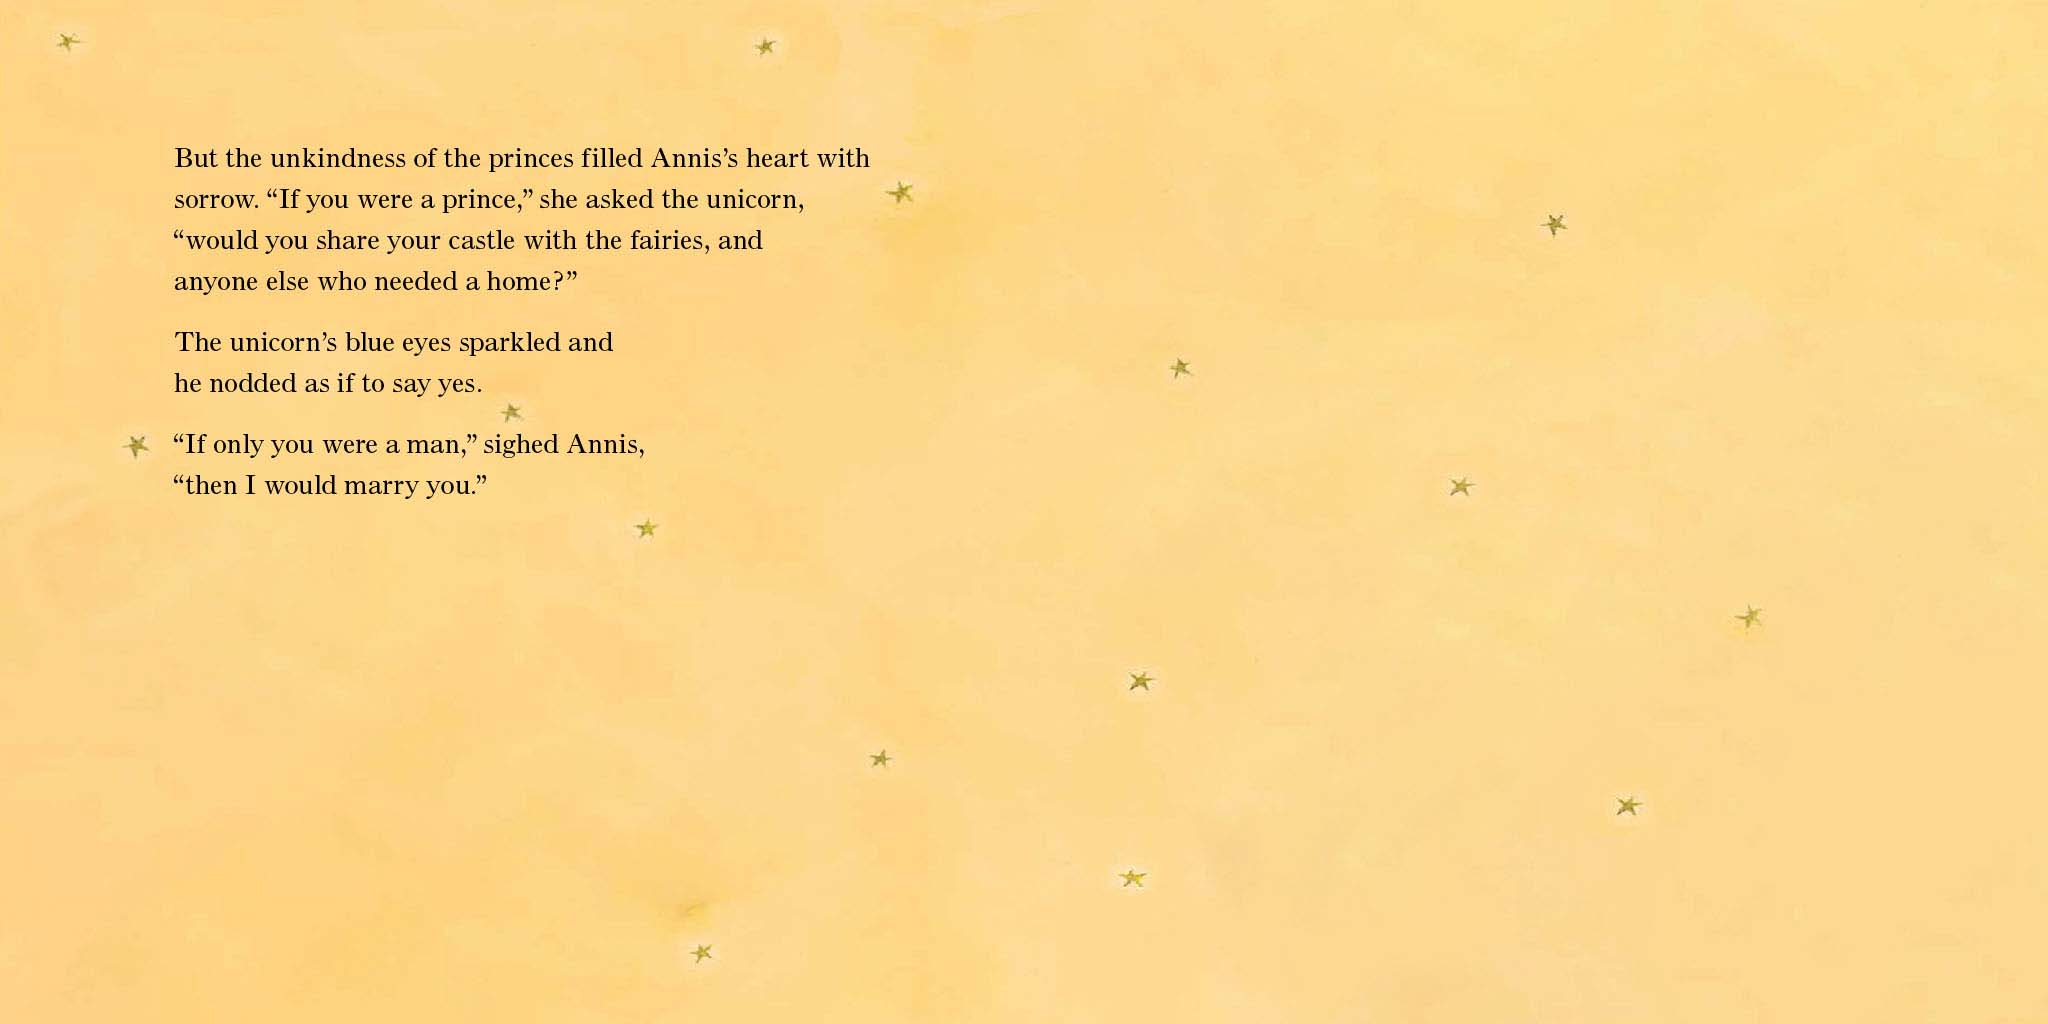 But the unkindness of the princes filled Annis’s heart with
sorrow. “If you were a prince,” she asked the unicorn,
“would you share your castle with the fairies, and
anyone else who needed a home?”
The unicorn’s blue eyes sparkled and
he nodded as if to say yes.
“If only you were a man,” sighed Annis,
“then I would marry you.”